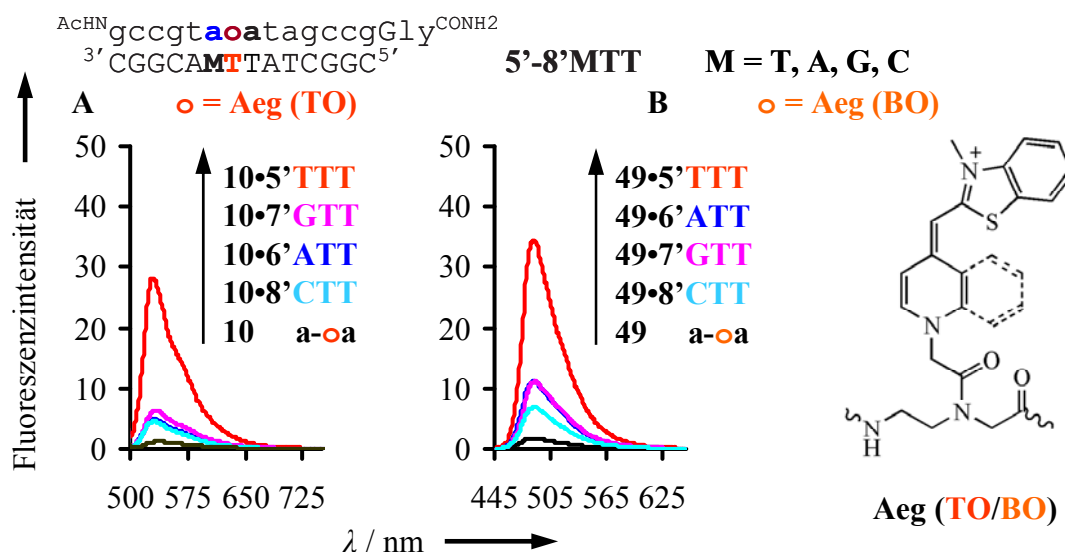 AcHNgccgtaoatagccgGlyCONH2
3'CGGCAMTTATCGGC5'
5'-8'MTT M = T, A, G, C
A o = Aeg (TO)
B o = Aeg (BO)
Fluoreszintensität
50
40
30
20
10
0
10•5'TTT
10•7'GTT
10•6'ATT
10•8'CTT
10 a-oa
500 575 650 725
50
40
30
20
10
0
49•5'TTT
49•6'ATT
49•7'GTT
49•8'CTT
49 a-oa
445 505 565 625
λ / nm
N
+
S
N
O
N
O
N
H
Aeg (TO/BO)